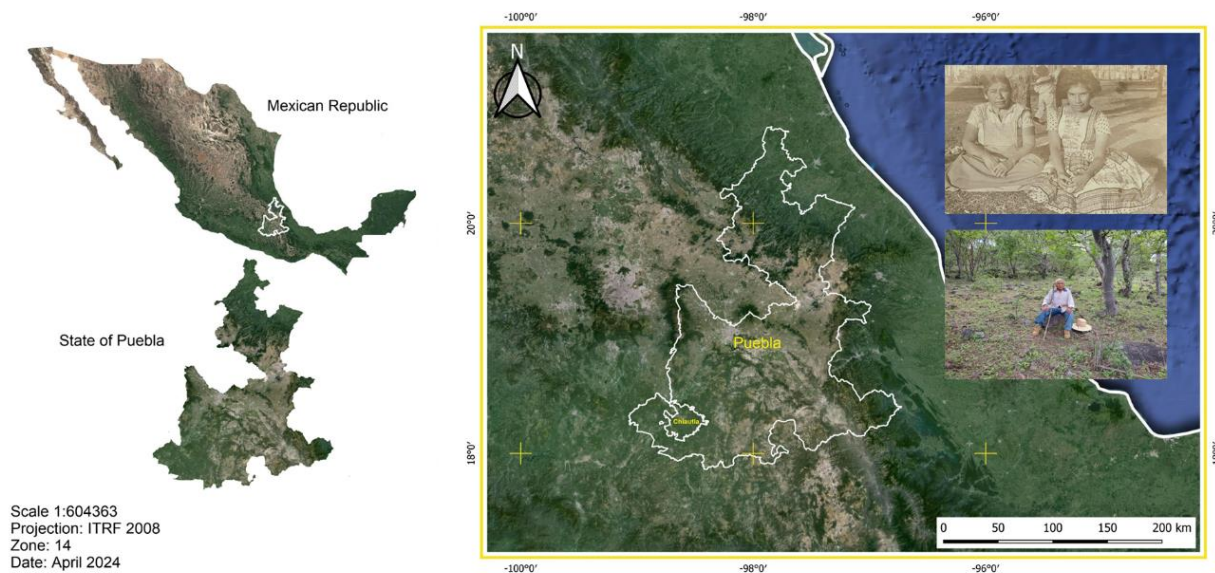 -100°0′ -98°0′ -96°0′
N
Mexican Republic
20°0′
State of Puebla
Puebla
Chiautla
18°0′
Scale 1:604363
Projection: ITRF 2008
Zone: 14
Date: April 2024
0 50 100 150 200 km
-100°0′ -98°0′ -96°0′